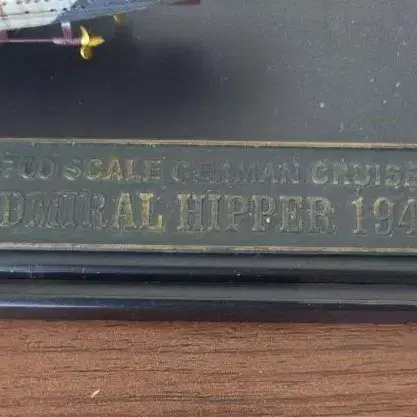 700 SCALE GERMAN CRUISE
DMIRAL HIPPER 194